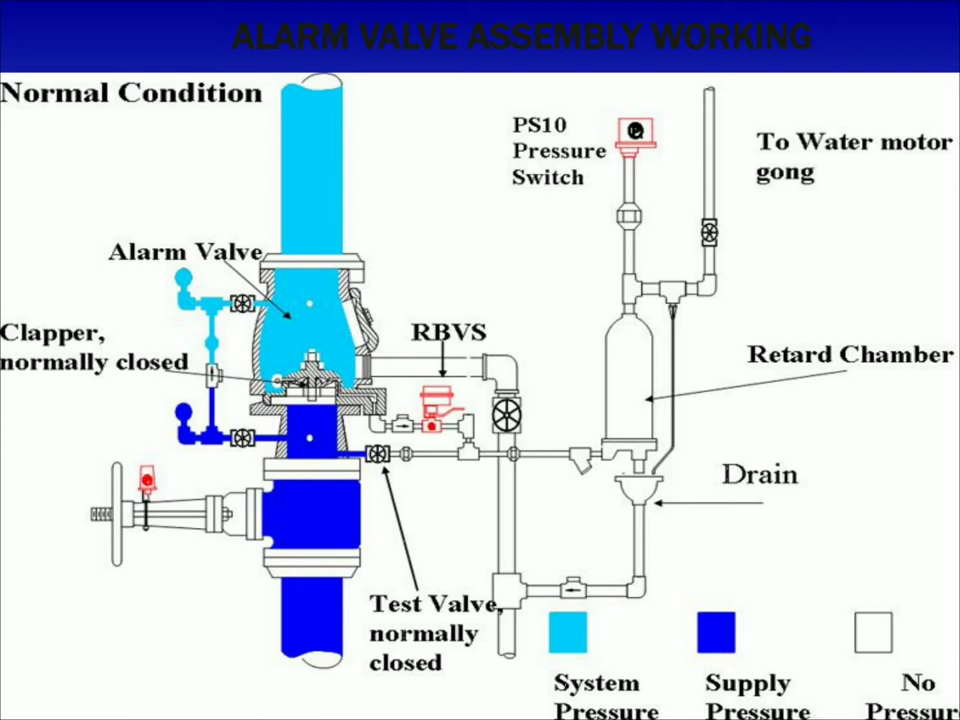 ALARM VALVE ASSEMBLY WORKING
Normal Condition
PS10
Pressure
Switch
To Water motor
gong
Alarm Valve
Clapper,
normally closed
RBVS
Retard Chamber
Drain
Test Valve,
normally
closed
System
Pressure
Supply
Pressure
No
Pressur